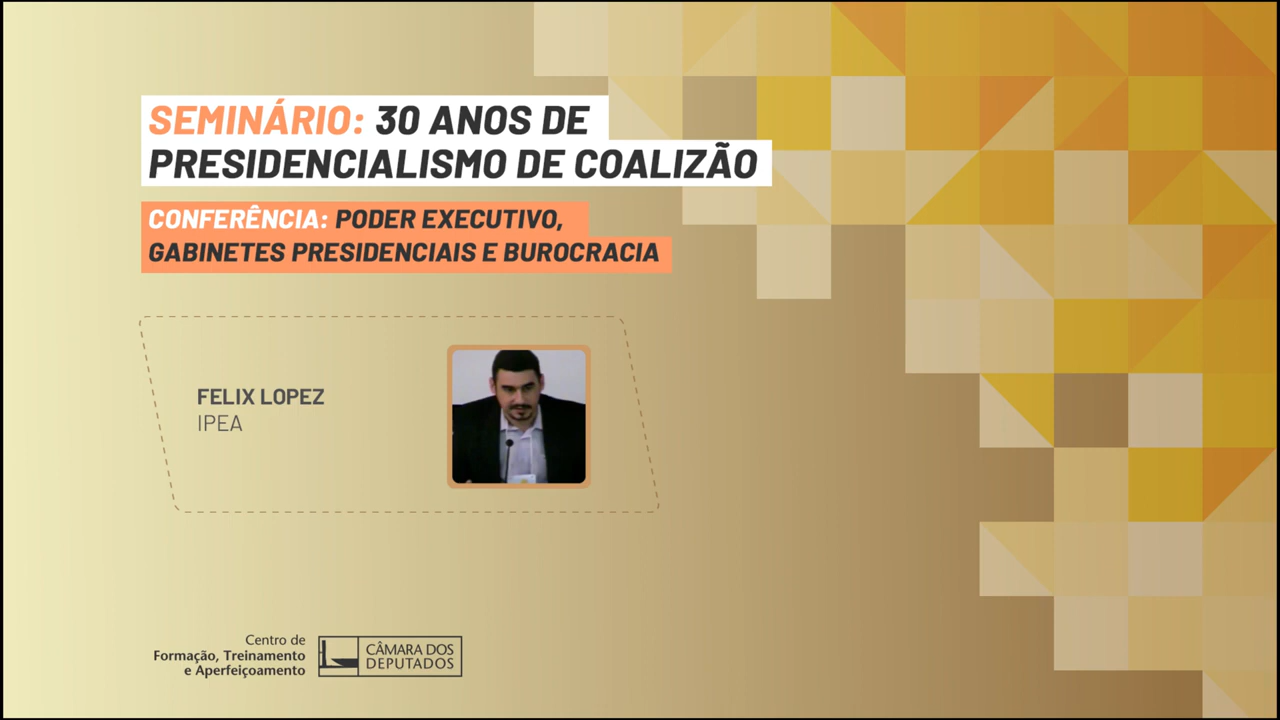 SEMINÁRIO: 30 ANOS DE
PRESIDENCIALISMO DE COALIZÃO
CONFERÊNCIA: PODER EXECUTIVO,
GABINETES PRESIDENCIAIS E BUROCRACIA
FELIX LOPEZ
IPEA
Centro de
Formação, Treinamento
e Aperfeiçoamento
CÂMARA DOS
DEPUTADOS